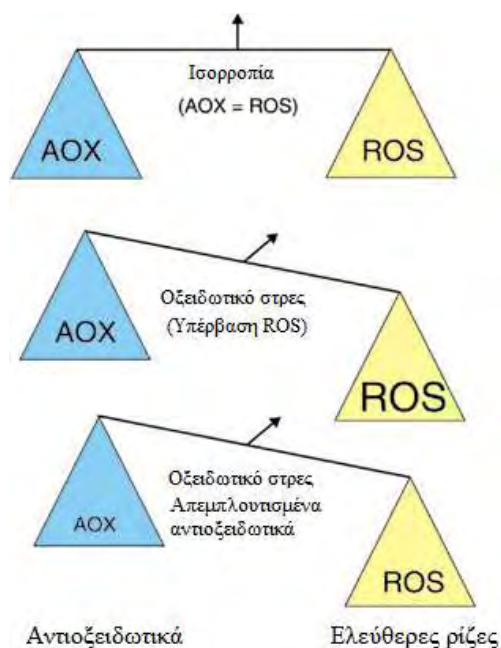 Ισορροπία
(AOX = ROS)
AOX
ROS
Οξειδωτικό στρες
(Υπέρβαση ROS)
AOX
ROS
Οξειδωτικό στρες
Απεμπλουτισμένα
αντιοξειδωτικά
AOX
ROS
Αντιοξειδωτικά
Ελεύθερες ρίζες